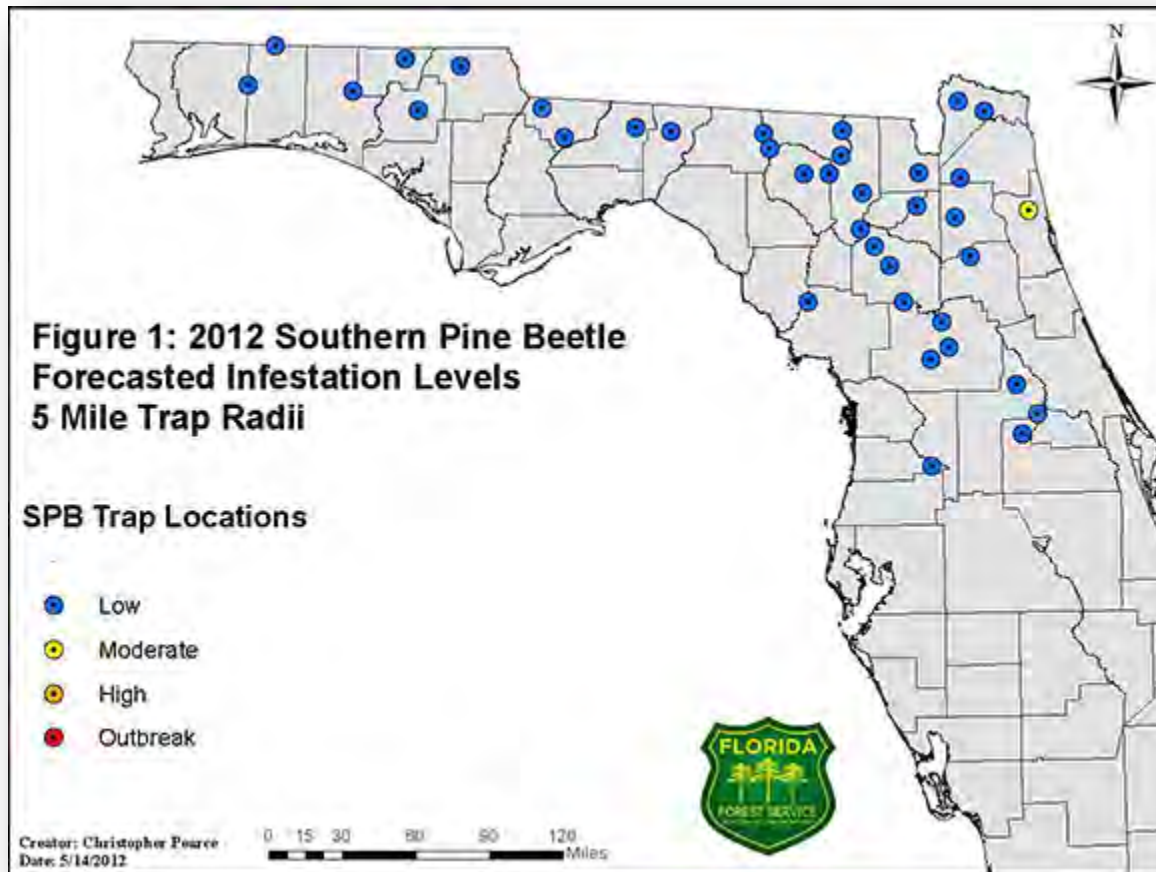 N
Figure 1: 2012 Southern Pine Beetle
Forecasted Infestation Levels
5 Mile Trap Radii
SPB Trap Locations
Low
Moderate
High
Outbreak
FLORIDA
FOREST SERVICE
Creator: Christopher Pearce
Date: 5/14/2012
0 15 30 60 90 120
Miles